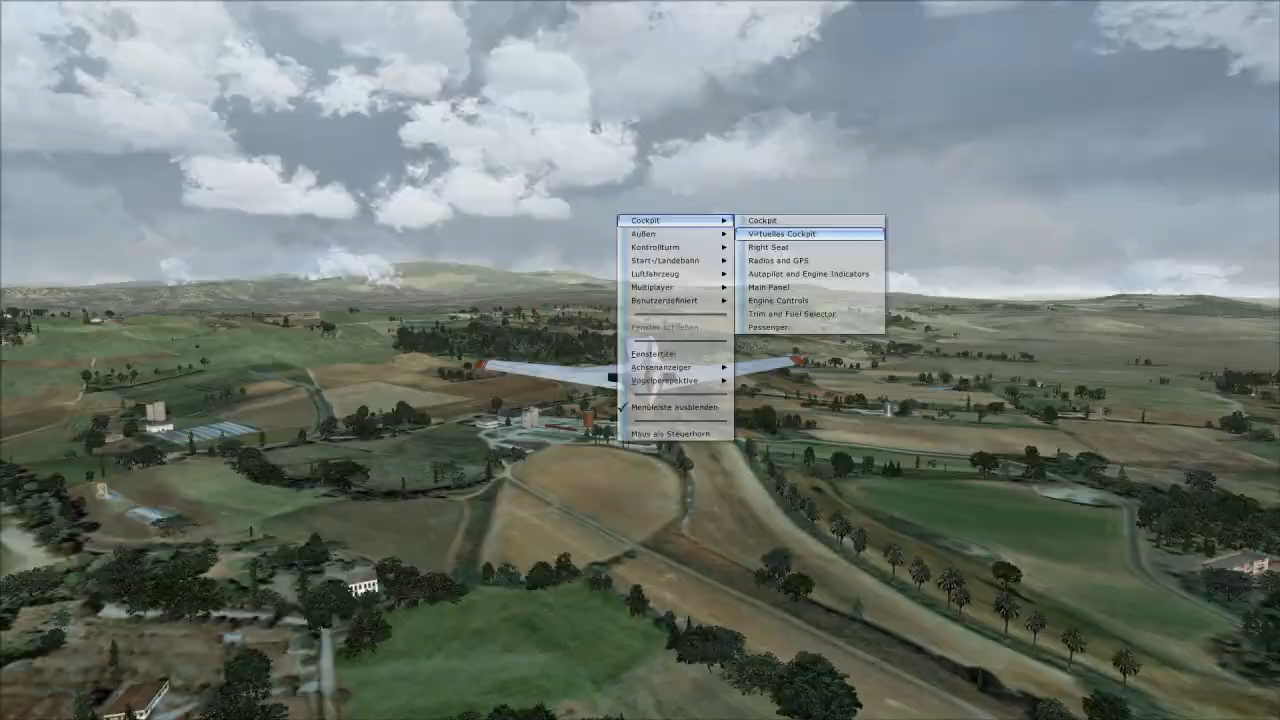 Cockpit
Außen
Kontrollturm
Start-/Landebahn
Luftfahrzeug
Multiplayer
Benutzerdefiniert
Fenster schließen
Fenstertitel
Achsenanzeiger
Vogelperspektive
Menüleiste ausblenden
Maus als Steuerhorn
Cockpit
Virtuelles Cockpit
Right Seat
Radios and GPS
Autopilot and Engine Indicators
Main Panel
Engine Controls
Trim and Fuel Selector
Passenger